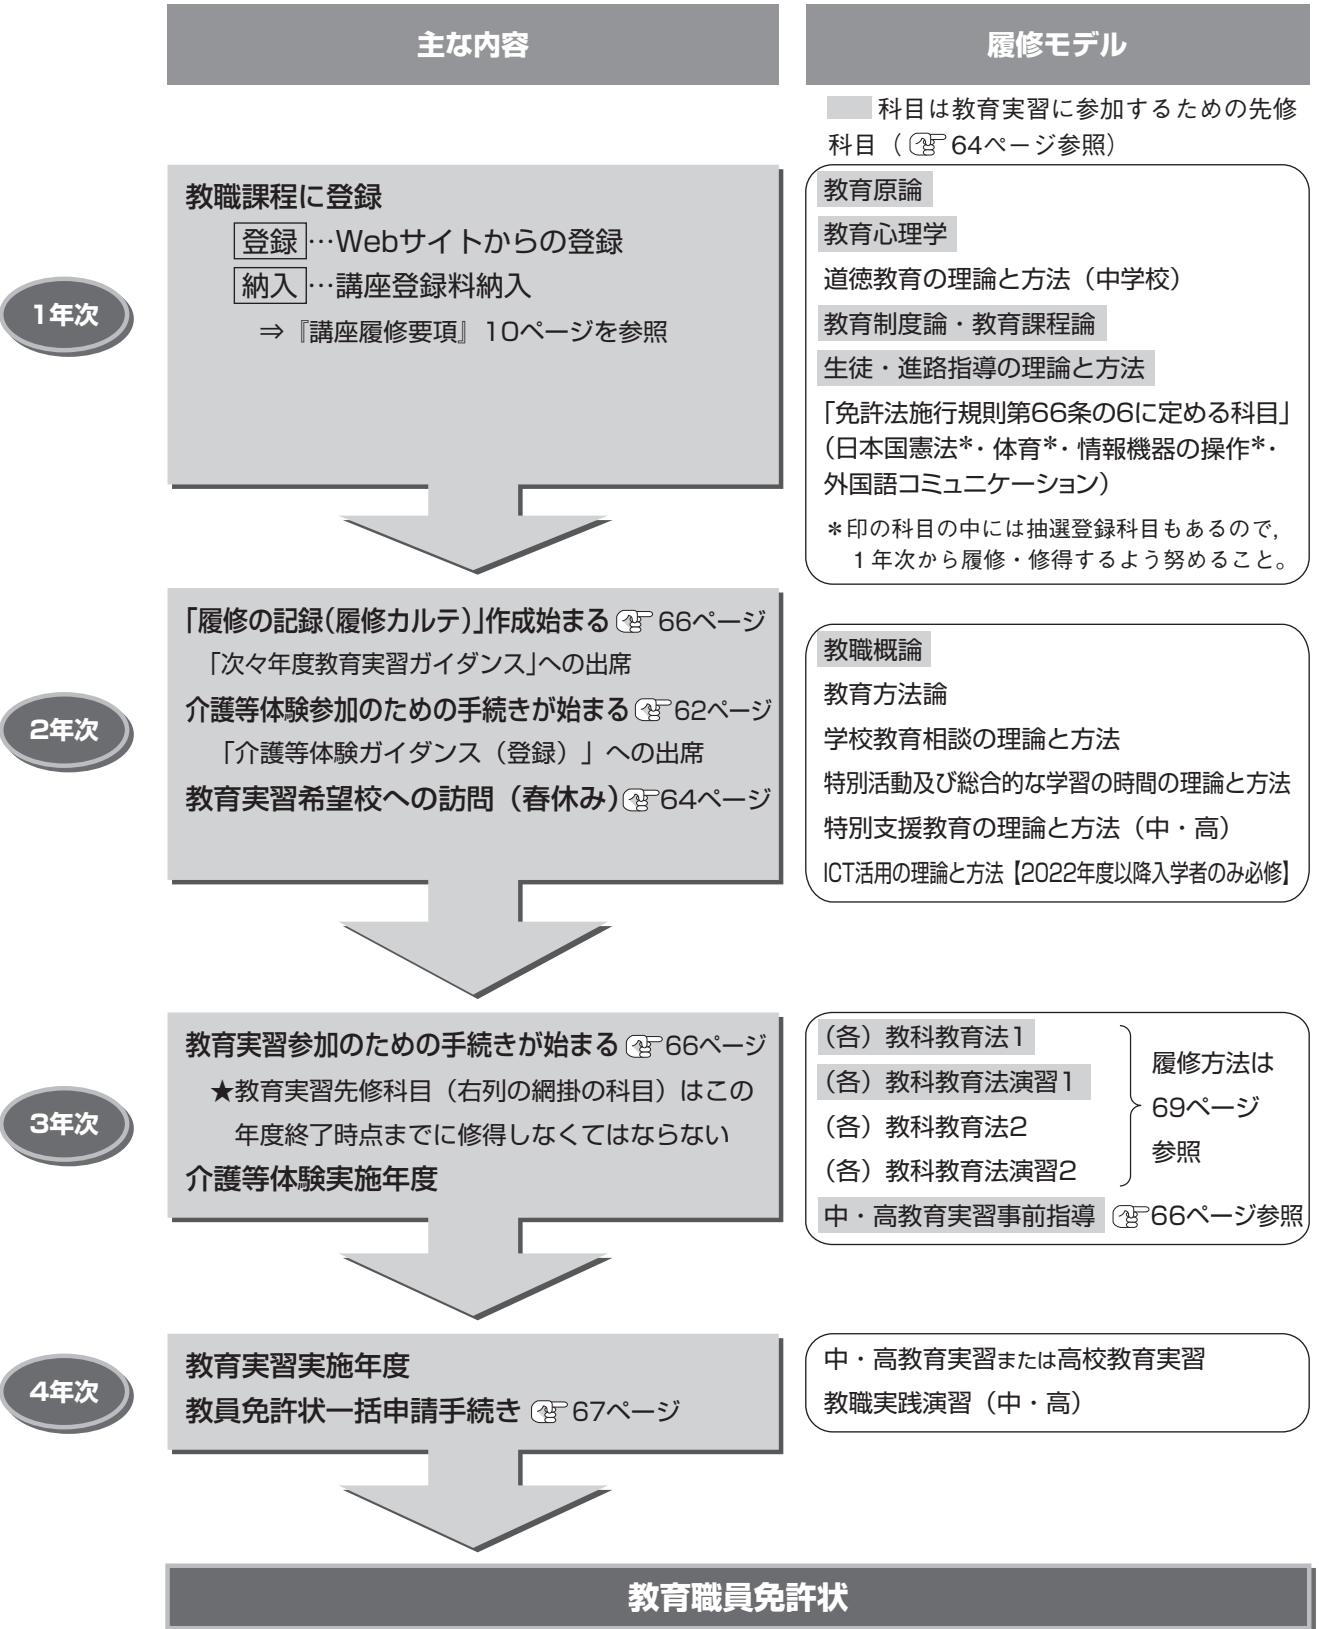 主な内容
履修モデル
科目は教育実習に参加するための先修
科目（☞64ページ参照）
1年次
教職課程に登録
登録…Webサイトからの登録
納入…講座登録料納入
⇒『講座履修要項』10ページを参照
教育原論
教育心理学
道徳教育の理論と方法（中学校）
教育制度論・教育課程論
生徒・進路指導の理論と方法
「免許法施行規則第66条の6に定める科目」
（日本国憲法＊・体育＊・情報機器の操作＊・
外国語コミュニケーション）
＊印の科目の中には抽選登録科目もあるので，
1年次から履修・修得するよう努めること。
2年次
「履修の記録（履修カルテ）」作成始まる☞66ページ
「次々年度教育実習ガイダンス」への出席
介護等体験参加のための手続きが始まる☞62ページ
「介護等体験ガイダンス（登録）」への出席
教育実習希望校への訪問（春休み）☞64ページ
教職概論
教育方法論
学校教育相談の理論と方法
特別活動及び総合的な学習の時間の理論と方法
特別支援教育の理論と方法（中・高）
ICT活用の理論と方法【2022年度以降入学者のみ必修】
3年次
教育実習参加のための手続きが始まる☞66ページ
★教育実習先修科目（右列の網掛の科目）はこの
年度終了時点までに修得しなくてはならない
介護等体験実施年度
（各）教科教育法1
（各）教科教育法演習1
（各）教科教育法2
（各）教科教育法演習2
履修方法は
69ページ
参照
中・高教育実習事前指導 ☞66ページ参照
4年次
教育実習実施年度
教員免許状一括申請手続き☞67ページ
中・高教育実習または高校教育実習
教職実践演習（中・高）
教育職員免許状